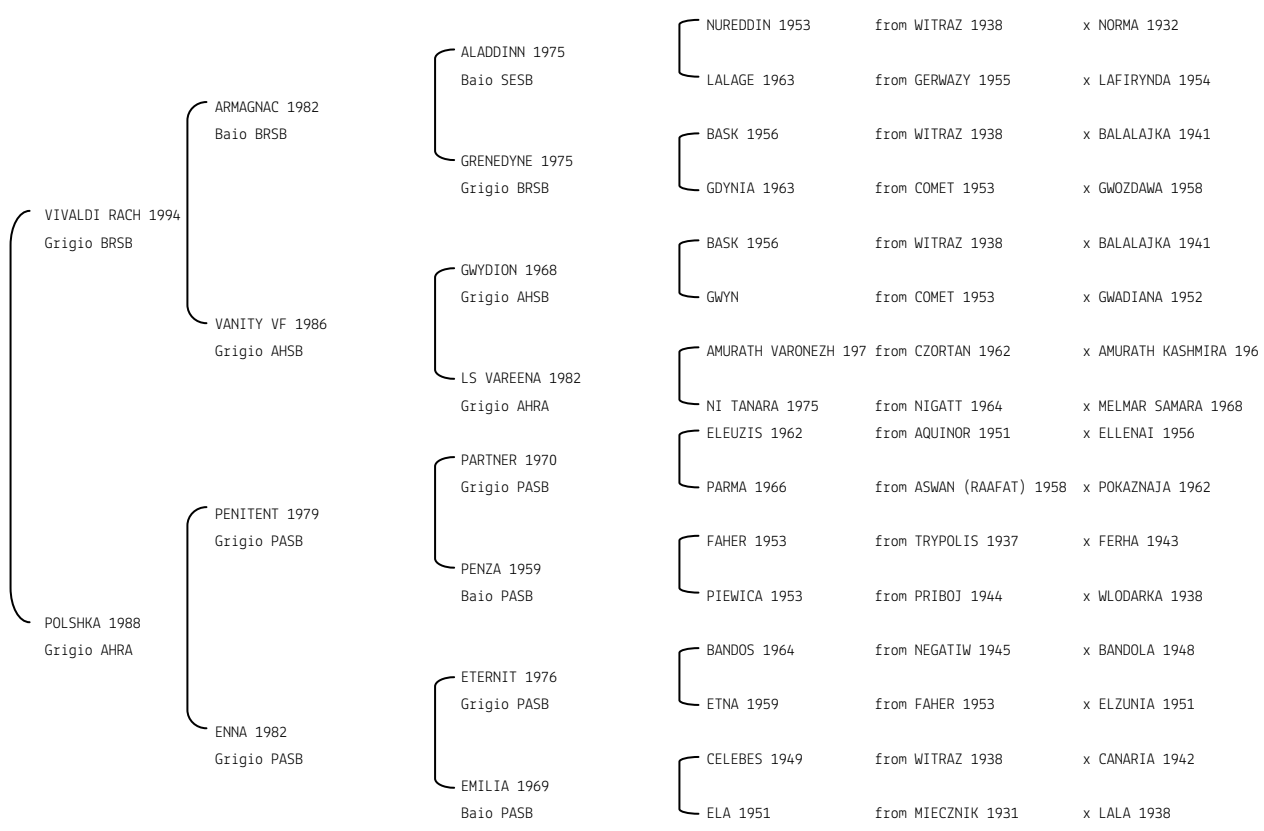 NUREDDIN 1953 from WITRAZ 1938 x NORMA 1932
ALADDINN 1975
Baio SESB
LALAGE 1963 from GERWAZY 1955 x LAFIRYNDA 1954
ARMAGNAC 1982
Baio BRSB
BASK 1956 from WITRAZ 1938 x BALALAJKA 1941
GRENEDYNE 1975
Grigio BRSB
GDYNIA 1963 from COMET 1953 x GWOZDAWA 1958
VIVALDI RACH 1994
Grigio BRSB
BASK 1956 from WITRAZ 1938 x BALALAJKA 1941
GWYDION 1968
Grigio AHSB
GWYN from COMET 1953 x GWADIANA 1952
VANITY VF 1986
Grigio AHSB
AMURATH VARONEZH 197 from CZORTAN 1962 x AMURATH KASHMIRA 196
LS VAREENA 1982
Grigio AHRA
NI TANARA 1975 from NIGATT 1964 x MELMAR SAMARA 1968
ELEUZIS 1962 from AQUINOR 1951 x ELLENAI 1956
PARTNER 1970
Grigio PASB
PARMA 1966 from ASWAN (RAAFAT) 1958 x POKAZNAJA 1962
PENITENT 1979
Grigio PASB
FAHER 1953 from TRYPOLIS 1937 x FERHA 1943
PENZA 1959
Baio PASB
PIEWICA 1953 from PRIBOJ 1944 x WLODARKA 1938
POLSHKA 1988
Grigio AHRA
BANDOS 1964 from NEGATIW 1945 x BANDOLA 1948
ETERNIT 1976
Grigio PASB
ETNA 1959 from FAHER 1953 x ELZUNIA 1951
ENNA 1982
Grigio PASB
CELEBES 1949 from WITRAZ 1938 x CANARIA 1942
EMILIA 1969
Baio PASB
ELA 1951 from MIECZNIK 1931 x LALA 1938